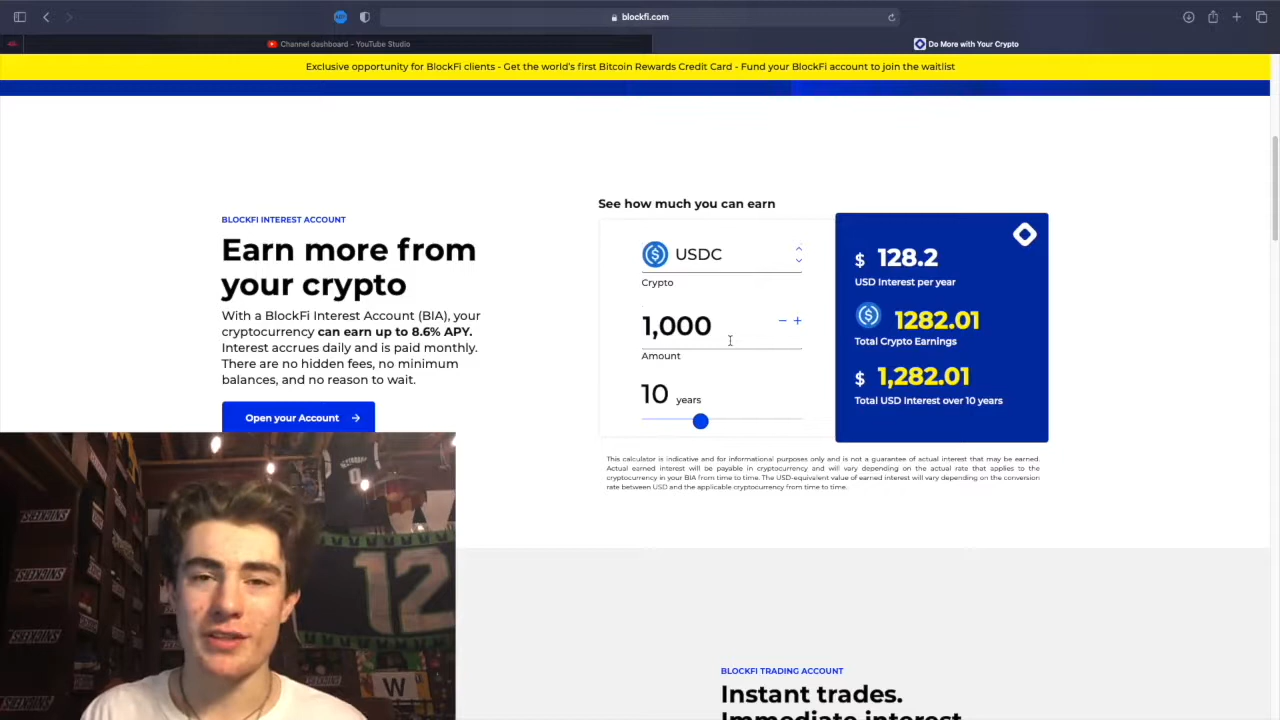 blockfi.com
Channel dashboard - YouTube Studio
Do More with Your Crypto
Exclusive opportunity for BlockFi clients - Get the world's first Bitcoin Rewards Credit Card - Fund your BlockFi account to join the waitlist
BLOCKFI INTEREST ACCOUNT
Earn more from
your crypto
With a BlockFi Interest Account (BIA), your
cryptocurrency can earn up to 8.6% APY.
Interest accrues daily and is paid monthly.
There are no hidden fees, no minimum
balances, and no reason to wait.
Open your Account
See how much you can earn
USDC
Crypto
1,000
Amount
10 years
$ 128.2
USD Interest per year
1282.01
Total Crypto Earnings
$ 1,282.01
Total USD Interest over 10 years
This calculator is indicative and for informational purposes only and is not a guarantee of actual interest that may be earned.
Actual earned interest will be payable in cryptocurrency and will vary depending on the actual rate that applies to the
cryptocurrency in your BIA from time to time. The USD-equivalent value of earned interest will vary depending on the conversion
rate between USD and the applicable cryptocurrency from time to time.
12
W
BLOCKFI TRADING ACCOUNT
Instant trades.
Immediate interest